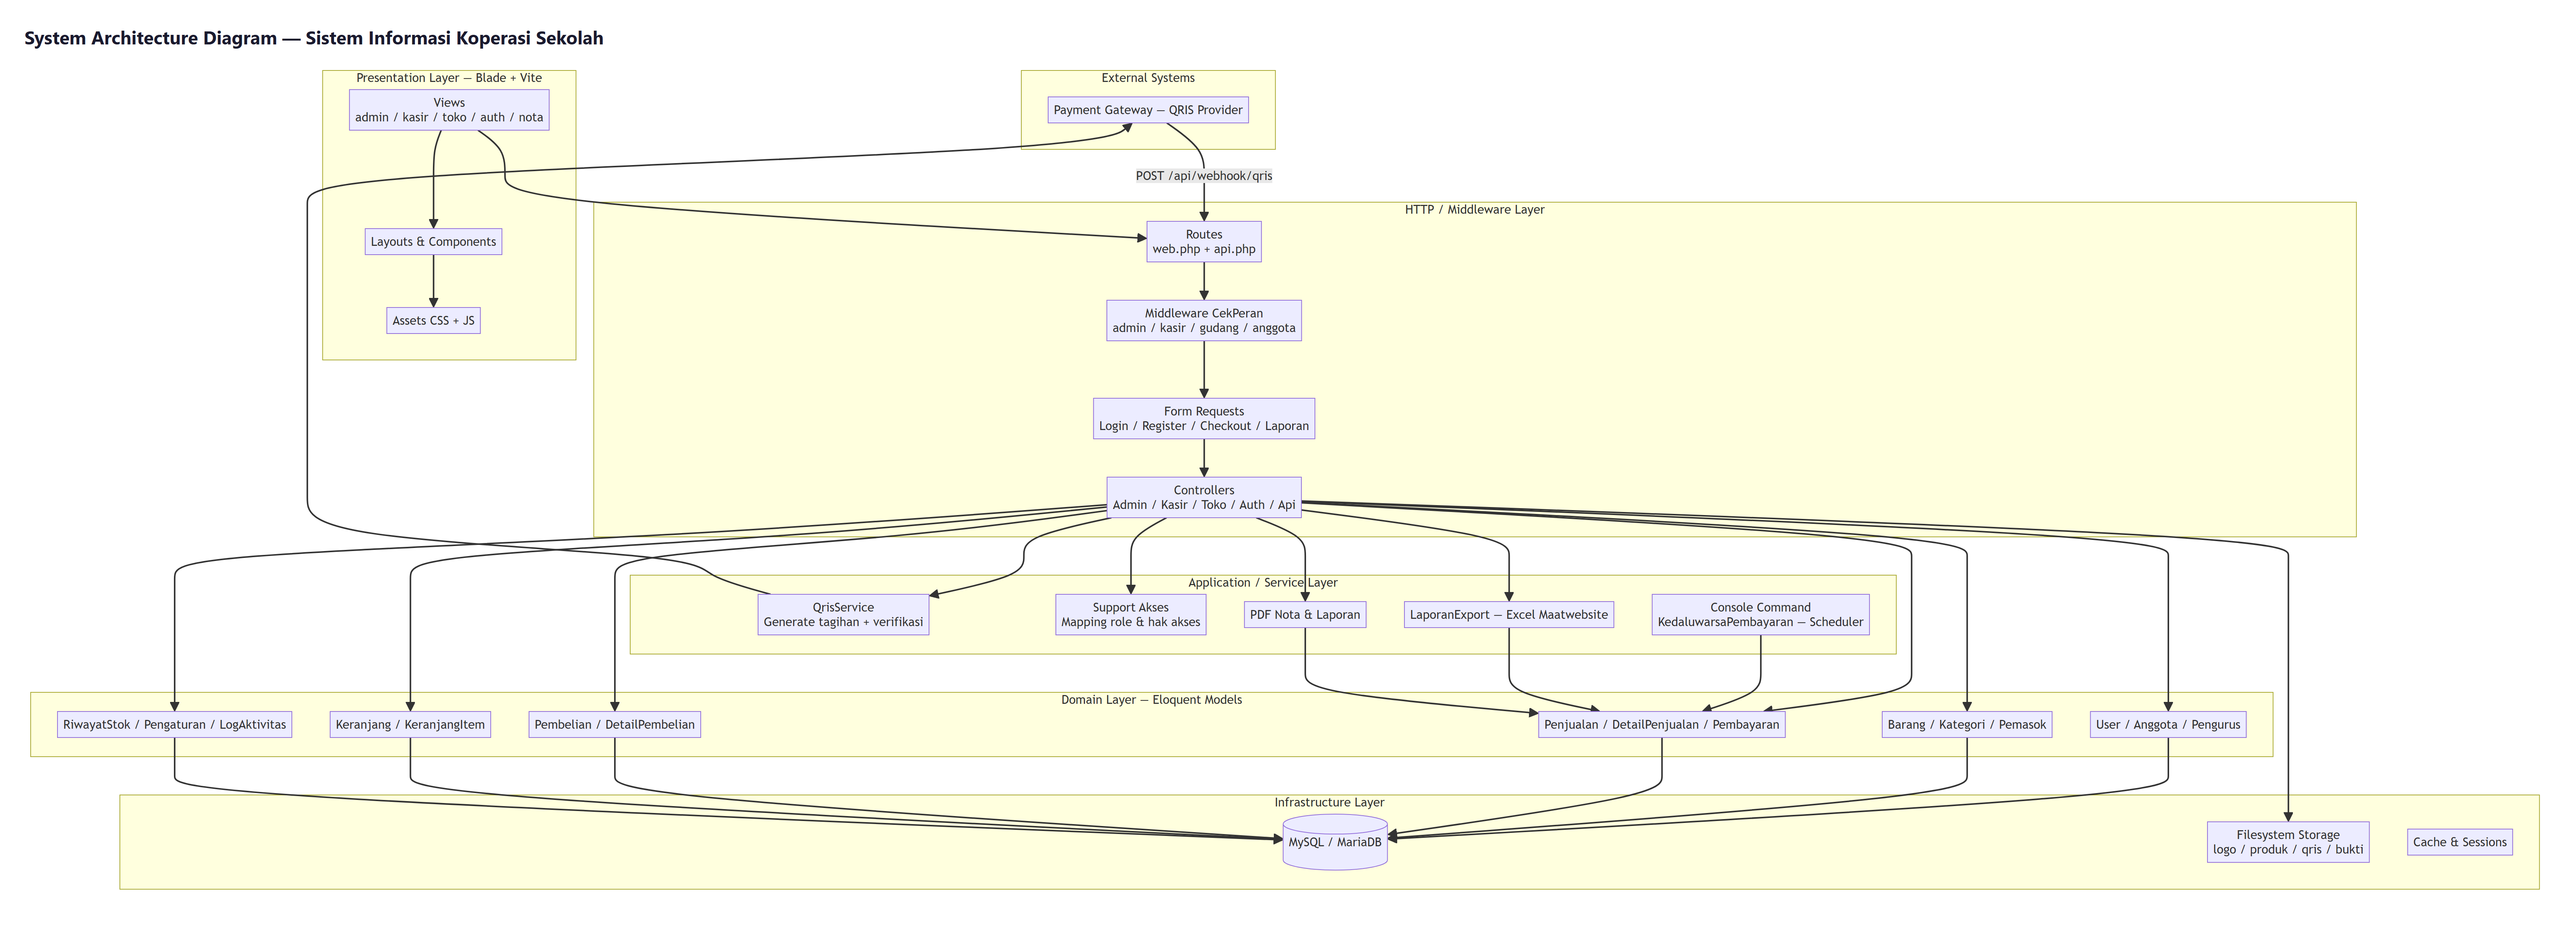 System Architecture Diagram — Sistem Informasi Koperasi Sekolah
Presentation Layer — Blade + Vite
Views
admin / kasir / toko / auth / nota
Layouts & Components
Assets CSS + JS
External Systems
Payment Gateway — QRIS Provider
POST /api/webhook/qris
HTTP / Middleware Layer
Routes
web.php + api.php
Middleware CekPeran
admin / kasir / gudang / anggota
Form Requests
Login / Register / Checkout / Laporan
Controllers
Admin / Kasir / Toko / Auth / Api
Application / Service Layer
QrisService
Generate tagihan + verifikasi
Support Akses
Mapping role & hak akses
PDF Nota & Laporan
LaporanExport — Excel Maatwebsite
Console Command
KedaluwarsaPembayaran — Scheduler
Domain Layer — Eloquent Models
RiwayatStok / Pengaturan / LogAktivitas
Keranjang / KeranjangItem
Pembelian / DetailPembelian
Penjualan / DetailPenjualan / Pembayaran
Barang / Kategori / Pemasok
User / Anggota / Pengurus
Infrastructure Layer
MySQL / MariaDB
Filesystem Storage
logo / produk / qris / bukti
Cache & Sessions